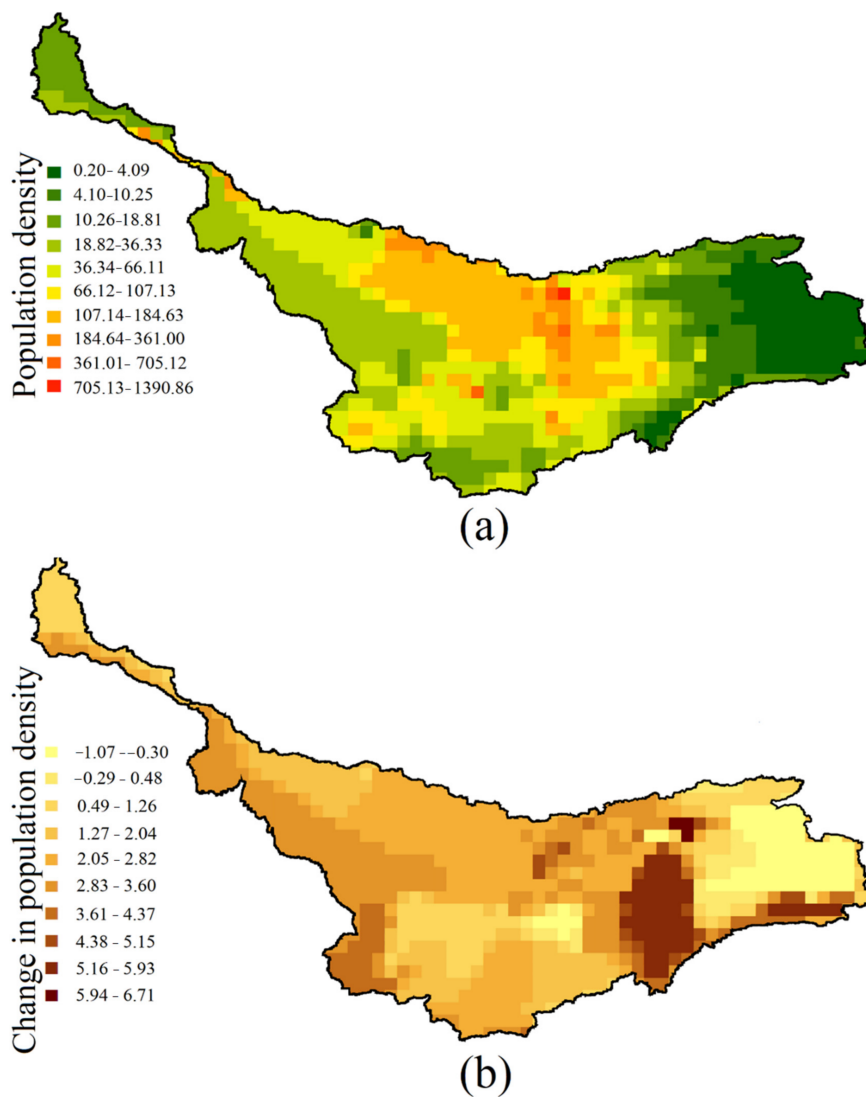 Population density
0.20- 4.09
4.10-10.25
10.26-18.81
18.82-36.33
36.34-66.11
66.12- 107.13
107.14- 184.63
184.64- 361.00
361.01- 705.12
705.13-1390.86
(a)
Change in population density
−1.07 -−0.30
−0.29 - 0.48
0.49 - 1.26
1.27 - 2.04
2.05 - 2.82
2.83 - 3.60
3.61 - 4.37
4.38 - 5.15
5.16 - 5.93
5.94 - 6.71
(b)